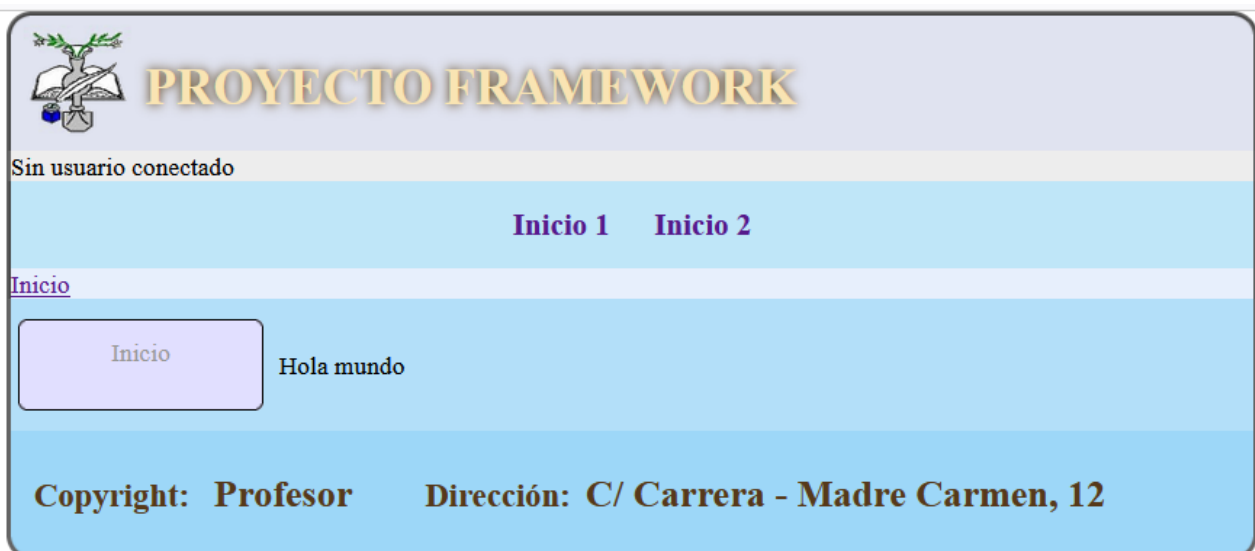 PROYECTO FRAMEWORK
Sin usuario conectado
Inicio 1 Inicio 2
Inicio
Inicio
Hola mundo
Copyright: Profesor Dirección: C/ Carrera - Madre Carmen, 12